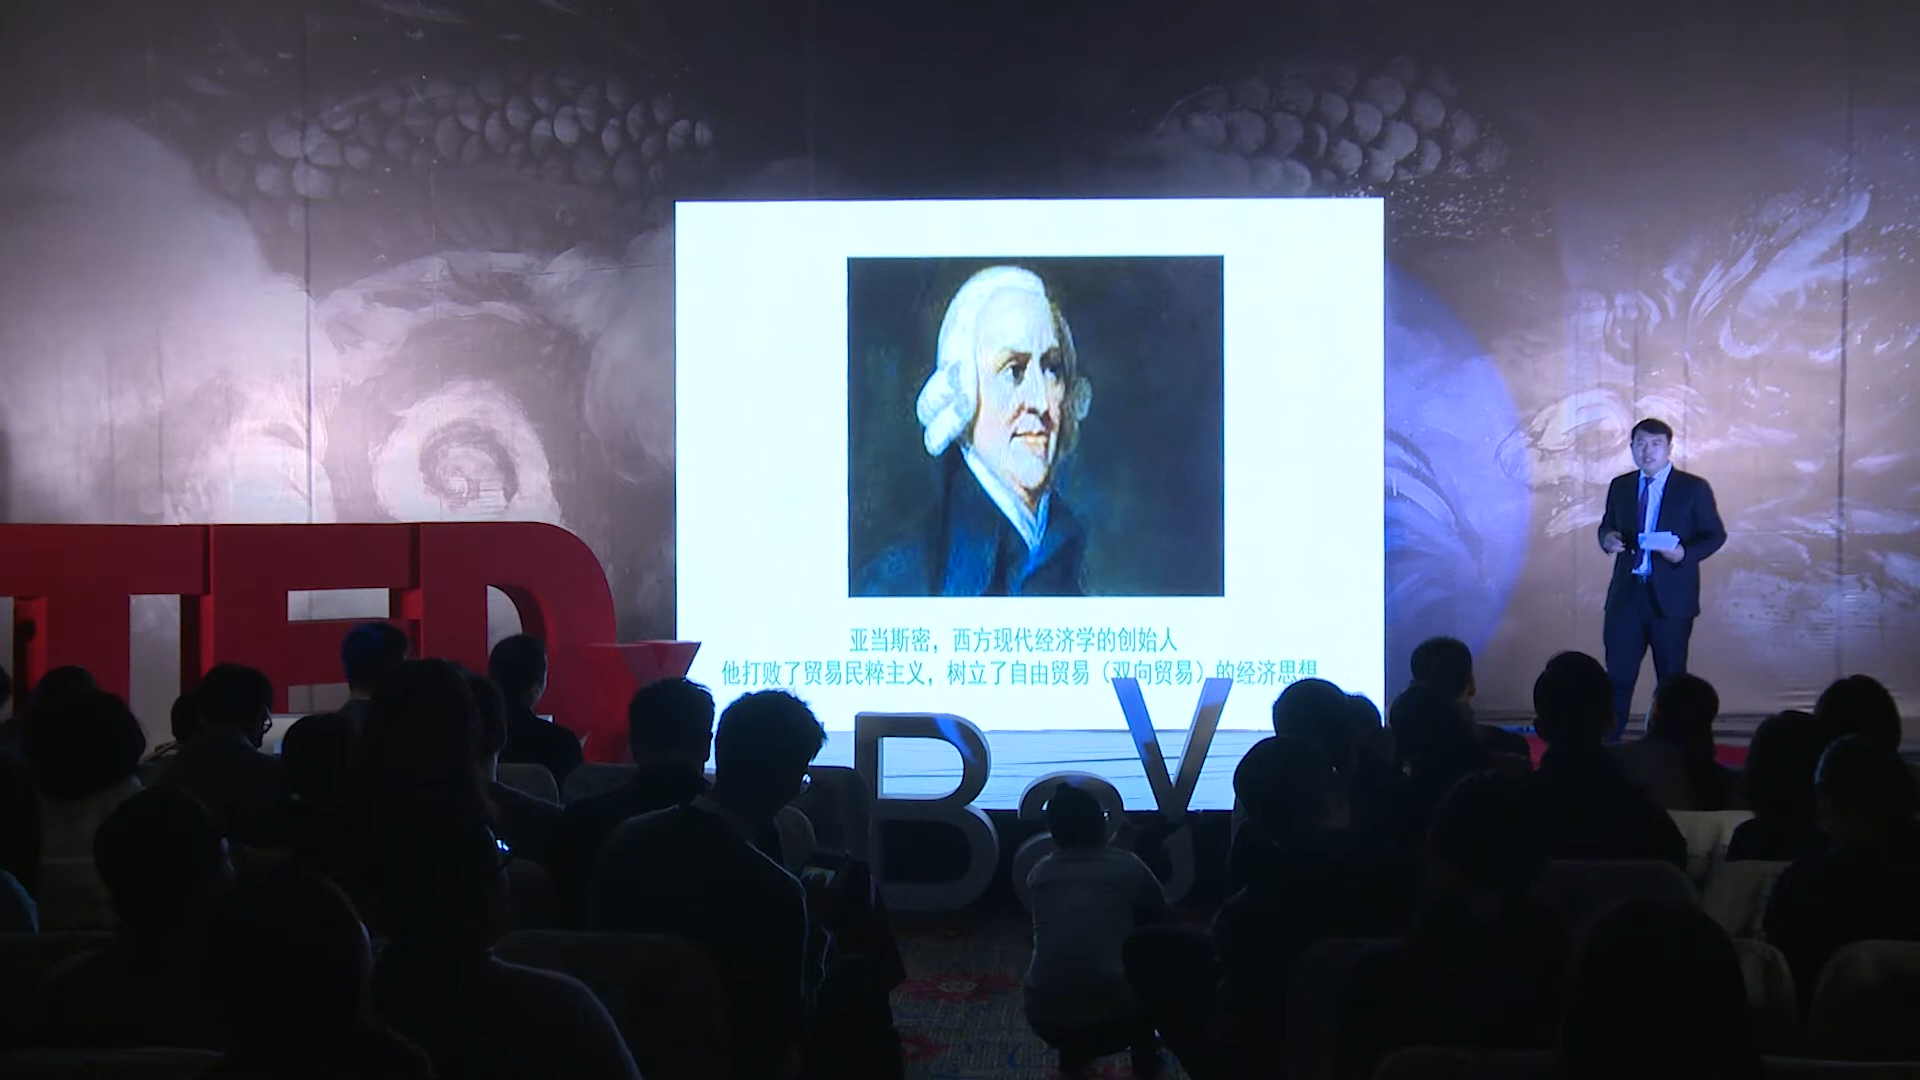 亚当斯密，西方现代经济学的创始人
他打败了贸易民粹主义，树立了自由贸易（双向贸易）的经济思想
TEDx
BaY